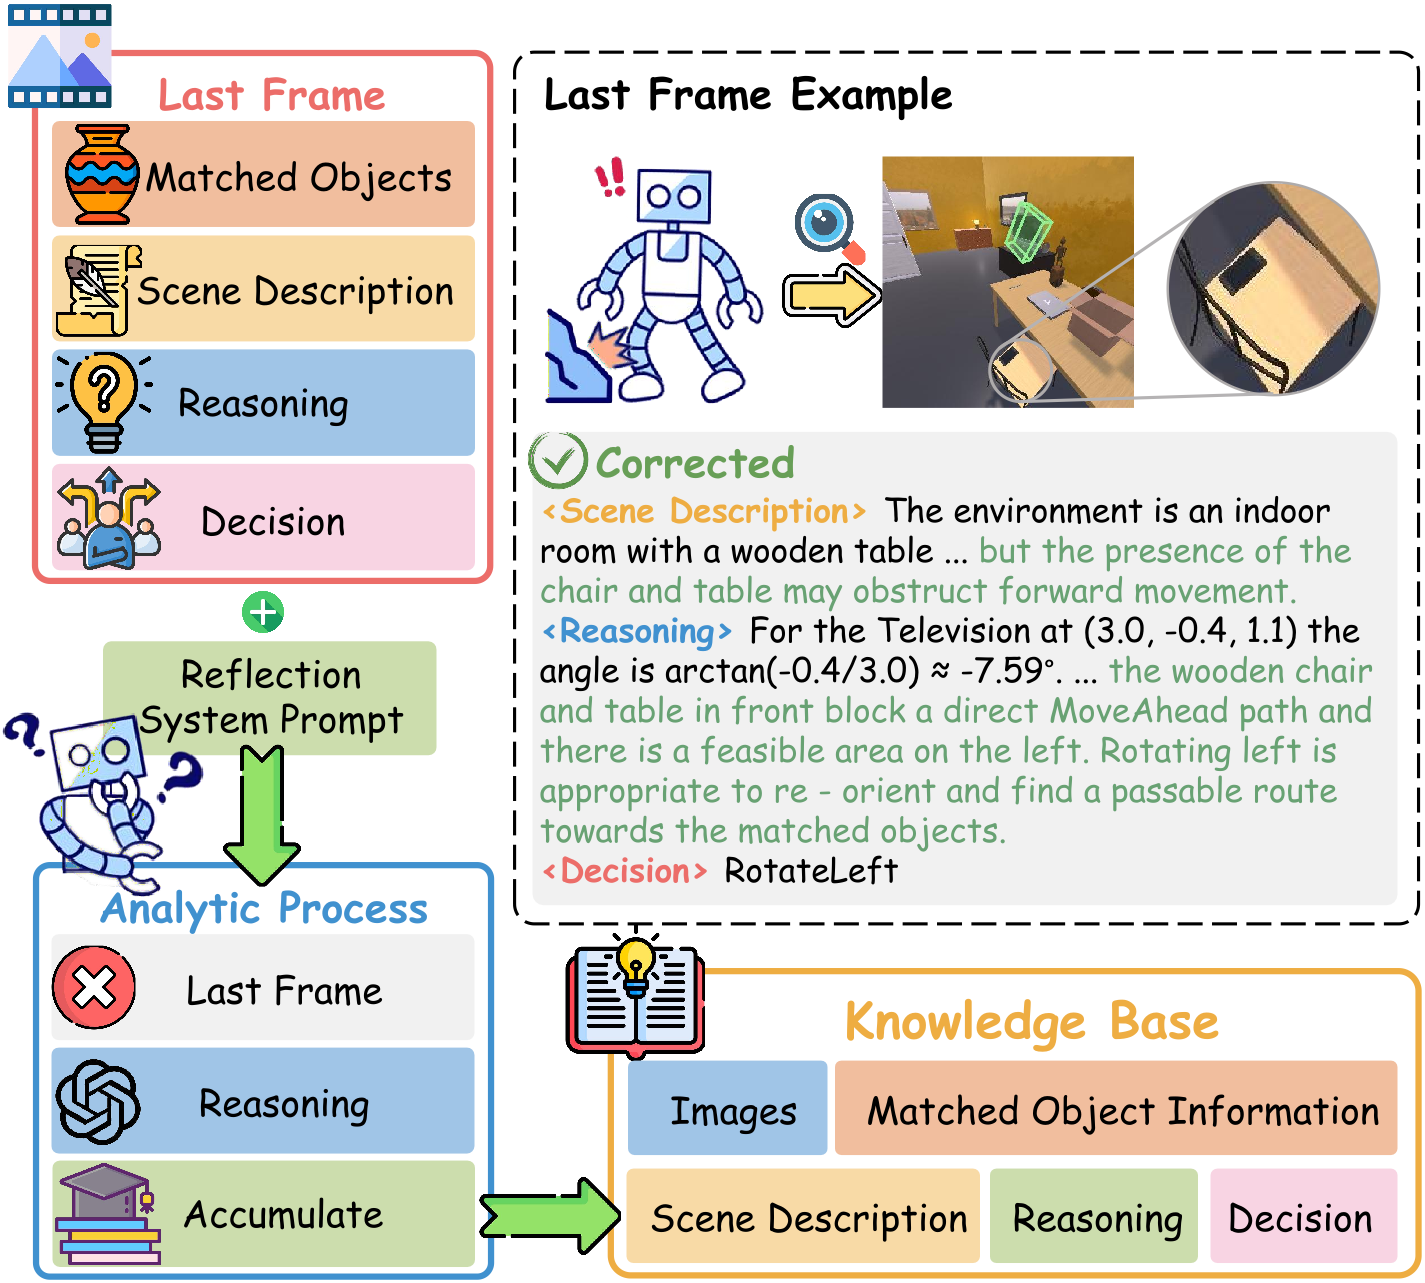 Last Frame
Matched Objects
Scene Description
Reasoning
Decision
Reflection
System Prompt
Analytic Process
Last Frame
Reasoning
Accumulate
Last Frame Example
Corrected
<Scene Description> The environment is an indoor
room with a wooden table ... but the presence of the
chair and table may obstruct forward movement.
<Reasoning> For the Television at (3.0, -0.4, 1.1) the
angle is arctan(-0.4/3.0) ≈ -7.59°. ... the wooden chair
and table in front block a direct MoveAhead path and
there is a feasible area on the left. Rotating left is
appropriate to re - orient and find a passable route
towards the matched objects.
<Decision> RotateLeft
Knowledge Base
Images
Matched Object Information
Scene Description
Reasoning
Decision